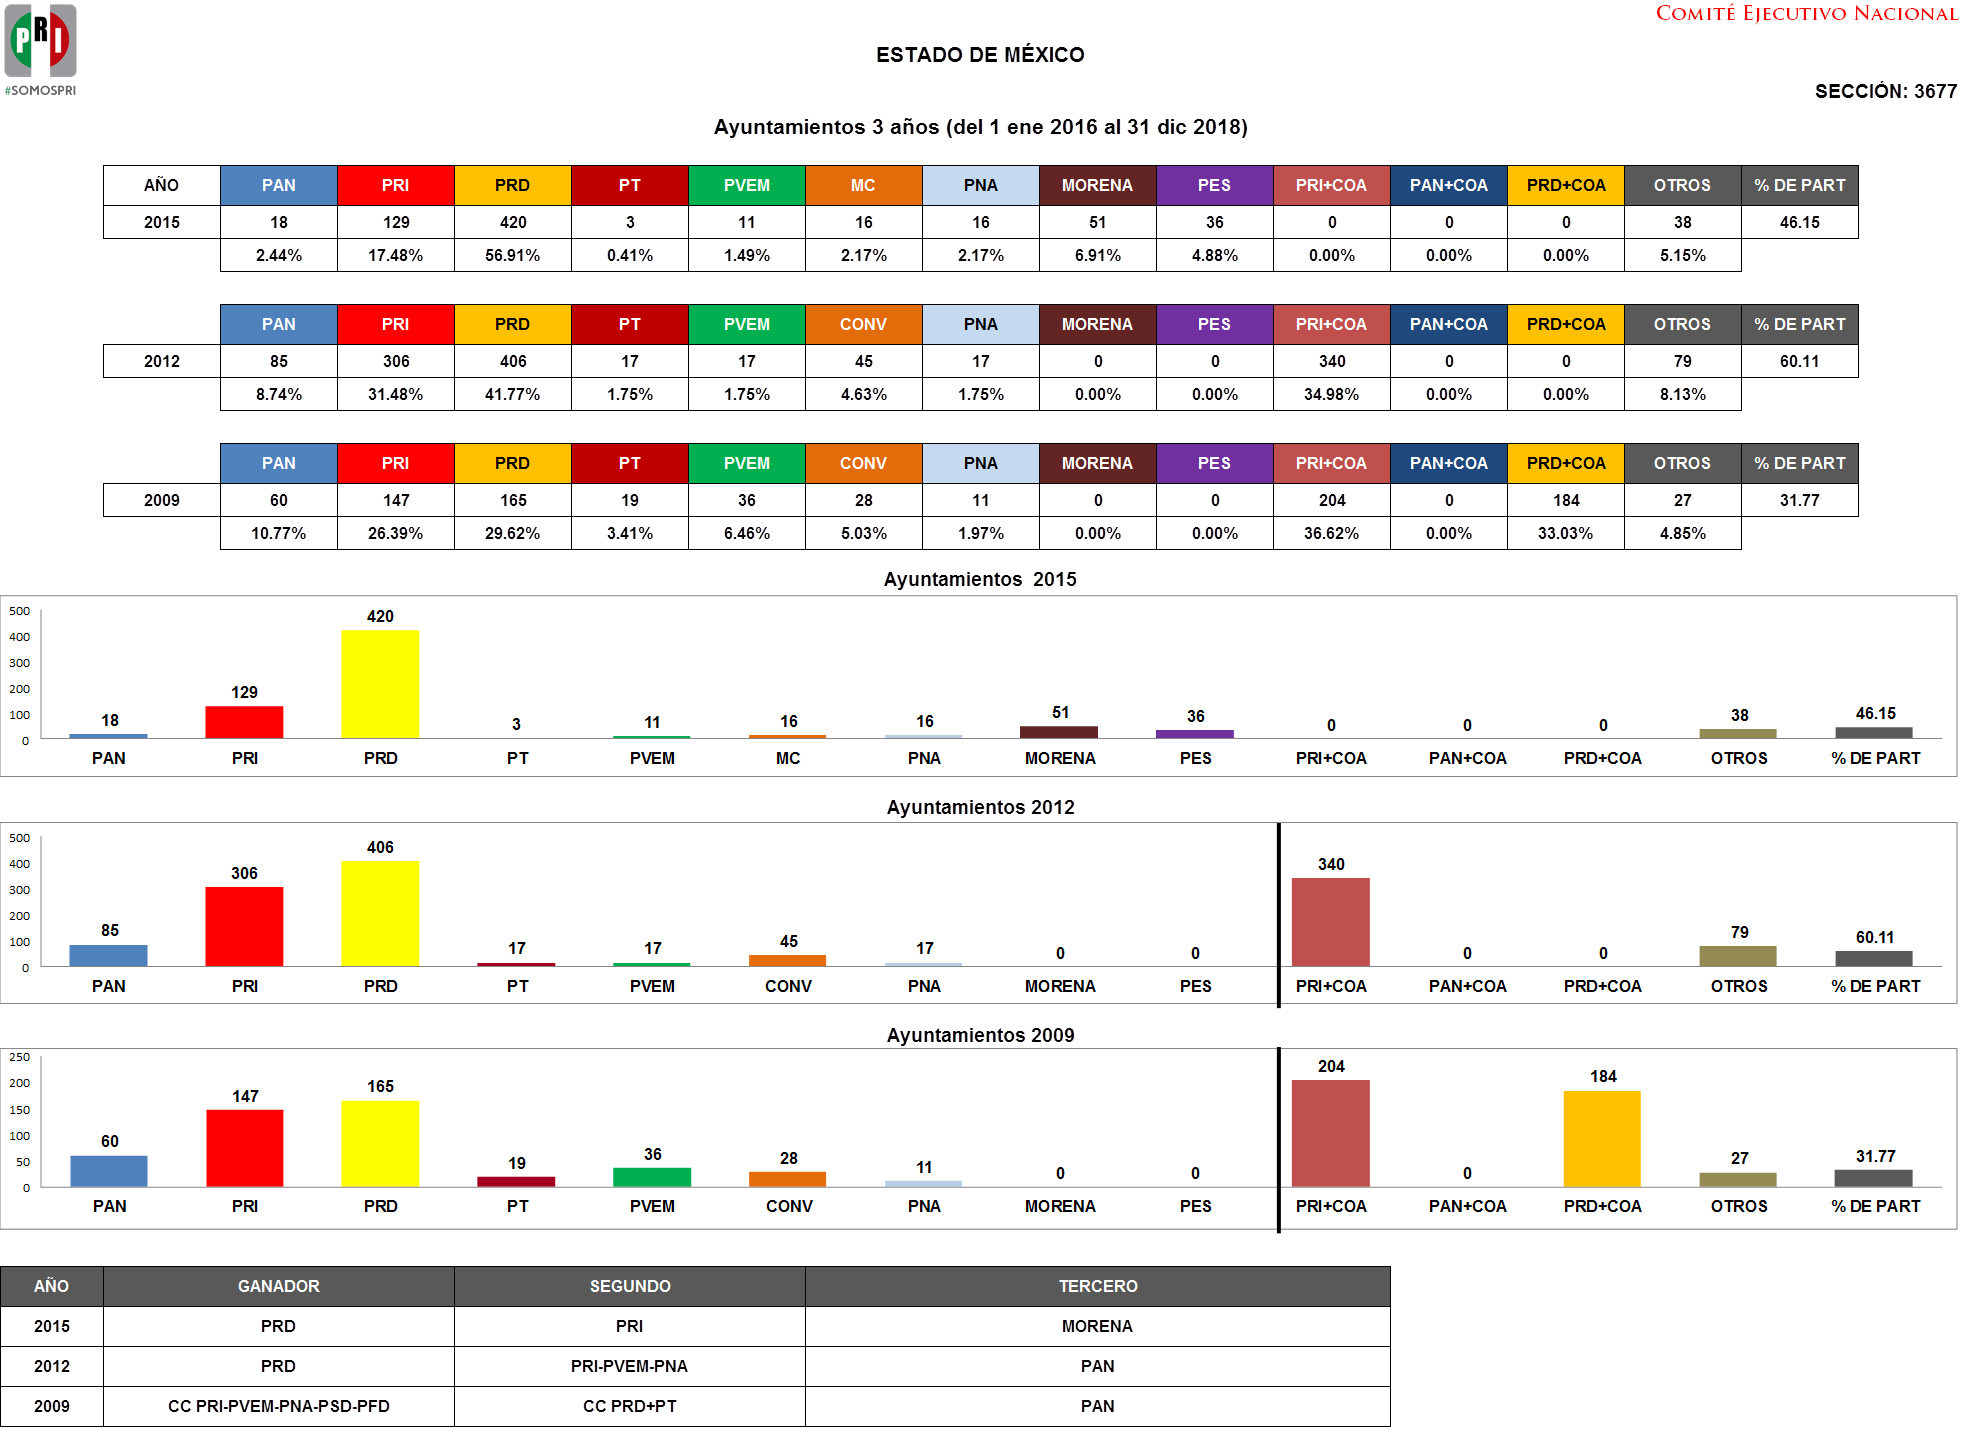 COMITÉ EJECUTIVO NACIONAL
PRI
#SOMOSPRI
ESTADO DE MÉXICO
SECCIÓN: 3677
Ayuntamientos 3 años (del 1 ene 2016 al 31 dic 2018)
AÑO PAN PRI PRD PT PVEM MC PNA MORENA PES PRI+COA PAN+COA PRD+COA OTROS % DE PART
2015 18 129 420 3 11 16 16 51 36 0 0 0 38 46.15
2.44% 17.48% 56.91% 0.41% 1.49% 2.17% 2.17% 6.91% 4.88% 0.00% 0.00% 0.00% 5.15%
PAN PRI PRD PT PVEM CONV PNA MORENA PES PRI+COA PAN+COA PRD+COA OTROS % DE PART
2012 85 306 406 17 17 45 17 0 0 340 0 0 79 60.11
8.74% 31.48% 41.77% 1.75% 1.75% 4.63% 1.75% 0.00% 0.00% 34.98% 0.00% 0.00% 8.13%
PAN PRI PRD PT PVEM CONV PNA MORENA PES PRI+COA PAN+COA PRD+COA OTROS % DE PART
2009 60 147 165 19 36 28 11 0 0 204 0 184 27 31.77
10.77% 26.39% 29.62% 3.41% 6.46% 5.03% 1.97% 0.00% 0.00% 36.62% 0.00% 33.03% 4.85%
Ayuntamientos 2015
500
400
300
200
100
0
18 129 420 3 11 16 16 51 36 0 0 0 38 46.15
PAN PRI PRD PT PVEM MC PNA MORENA PES PRI+COA PAN+COA PRD+COA OTROS % DE PART
Ayuntamientos 2012
500
400
300
200
100
0
85 306 406 17 17 45 17 0 0 340 0 0 79 60.11
PAN PRI PRD PT PVEM CONV PNA MORENA PES PRI+COA PAN+COA PRD+COA OTROS % DE PART
Ayuntamientos 2009
250
200
150
100
50
0
60 147 165 19 36 28 11 0 0 204 0 184 27 31.77
PAN PRI PRD PT PVEM CONV PNA MORENA PES PRI+COA PAN+COA PRD+COA OTROS % DE PART
AÑO GANADOR SEGUNDO TERCERO
2015 PRD PRI MORENA
2012 PRD PRI-PVEM-PNA PAN
2009 CC PRI-PVEM-PNA-PSD-PFD CC PRD+PT PAN